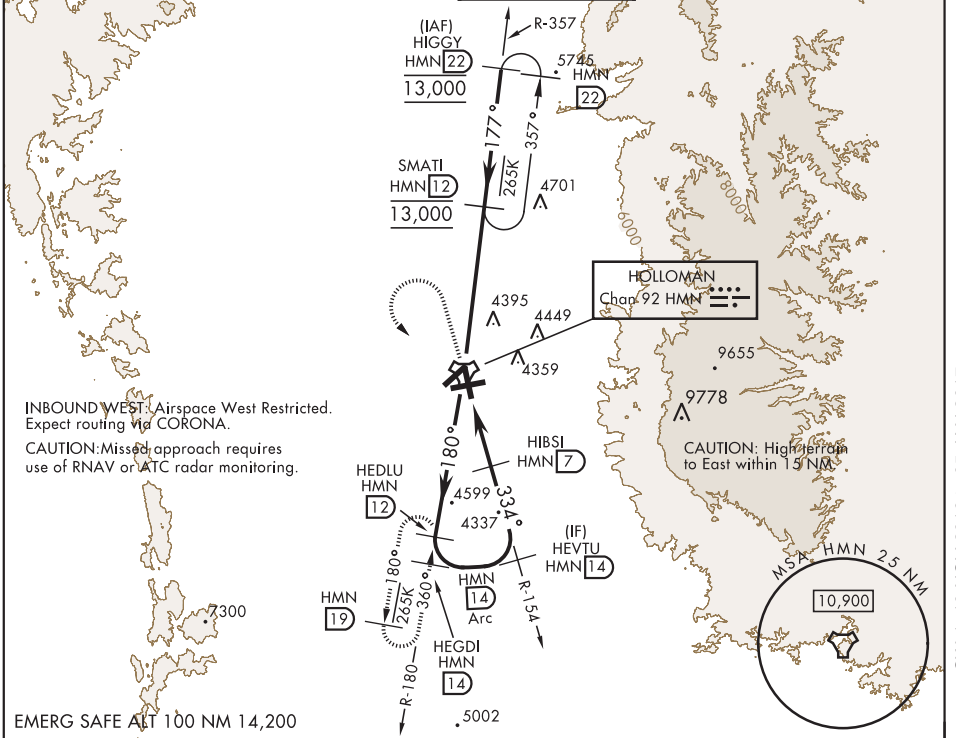 R-357
(IAF)
HIGGY
HMN 22
13,000
5745
HMN
22
177°
357°
265K
SMATI
HMN 12
13,000
4701
8000
6000
HOLLOMAN
Chan 92 HMN
4395
4449
4359
9655
9778
INBOUND WEST: Airspace West Restricted.
Expect routing via CORONA.
CAUTION: Missed approach requires
use of RNAV or ATC radar monitoring.
CAUTION: High terrain
to East within 15 NM
180°
HIBSI
HMN 7
HEDLU
HMN
12
4599
4337
334°
(IF)
HEVTU
HMN 14
180°
265K
360°
HMN
14
Arc
R-154
HMN
19
HEGDI
HMN
14
R-180
7300
5002
MSA HMN 25 NM
10,900
EMERG SAFE ALT 100 NM 14,200